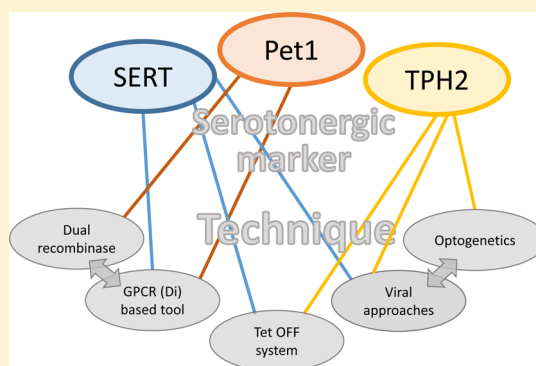 Pet1
SERT
TPH2
Serotonergic
marker
Technique
Dual
recombinase
Optogenetics
GPCR (Di)
based tool
Viral
approaches
Tet OFF
system